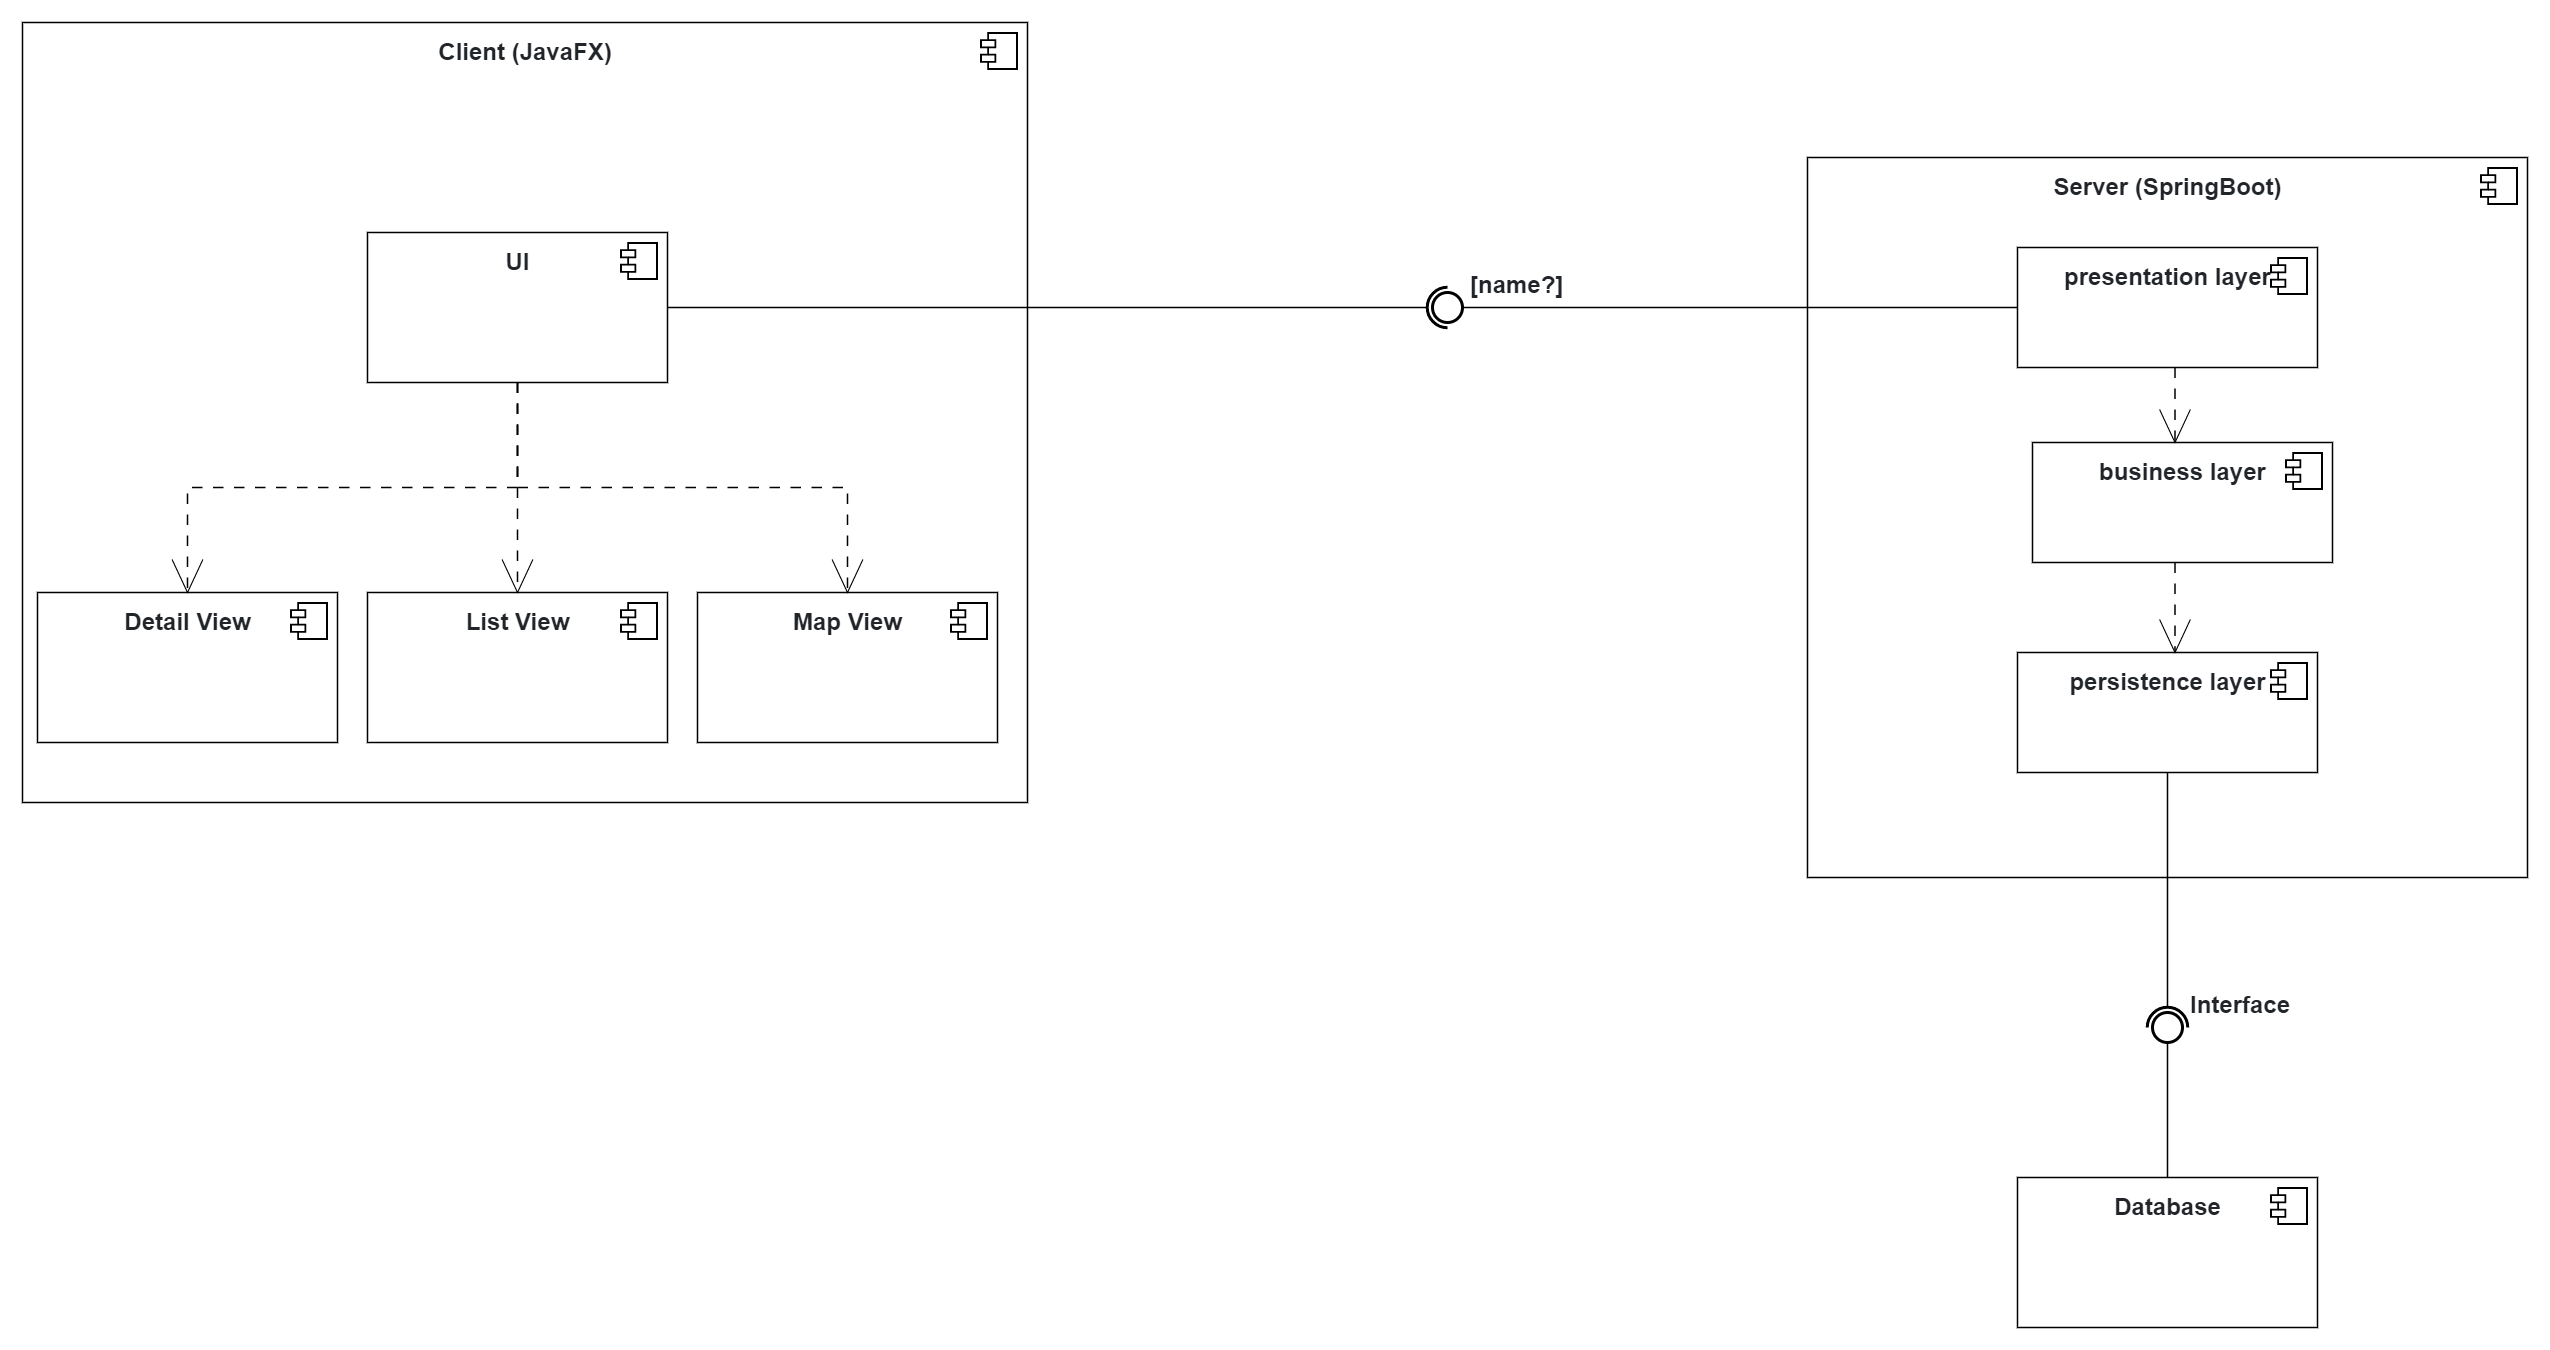 Client (JavaFX)
UI
Detail View
List View
Map View
[name?]
Server (SpringBoot)
presentation layer
business layer
persistence layer
Interface
Database